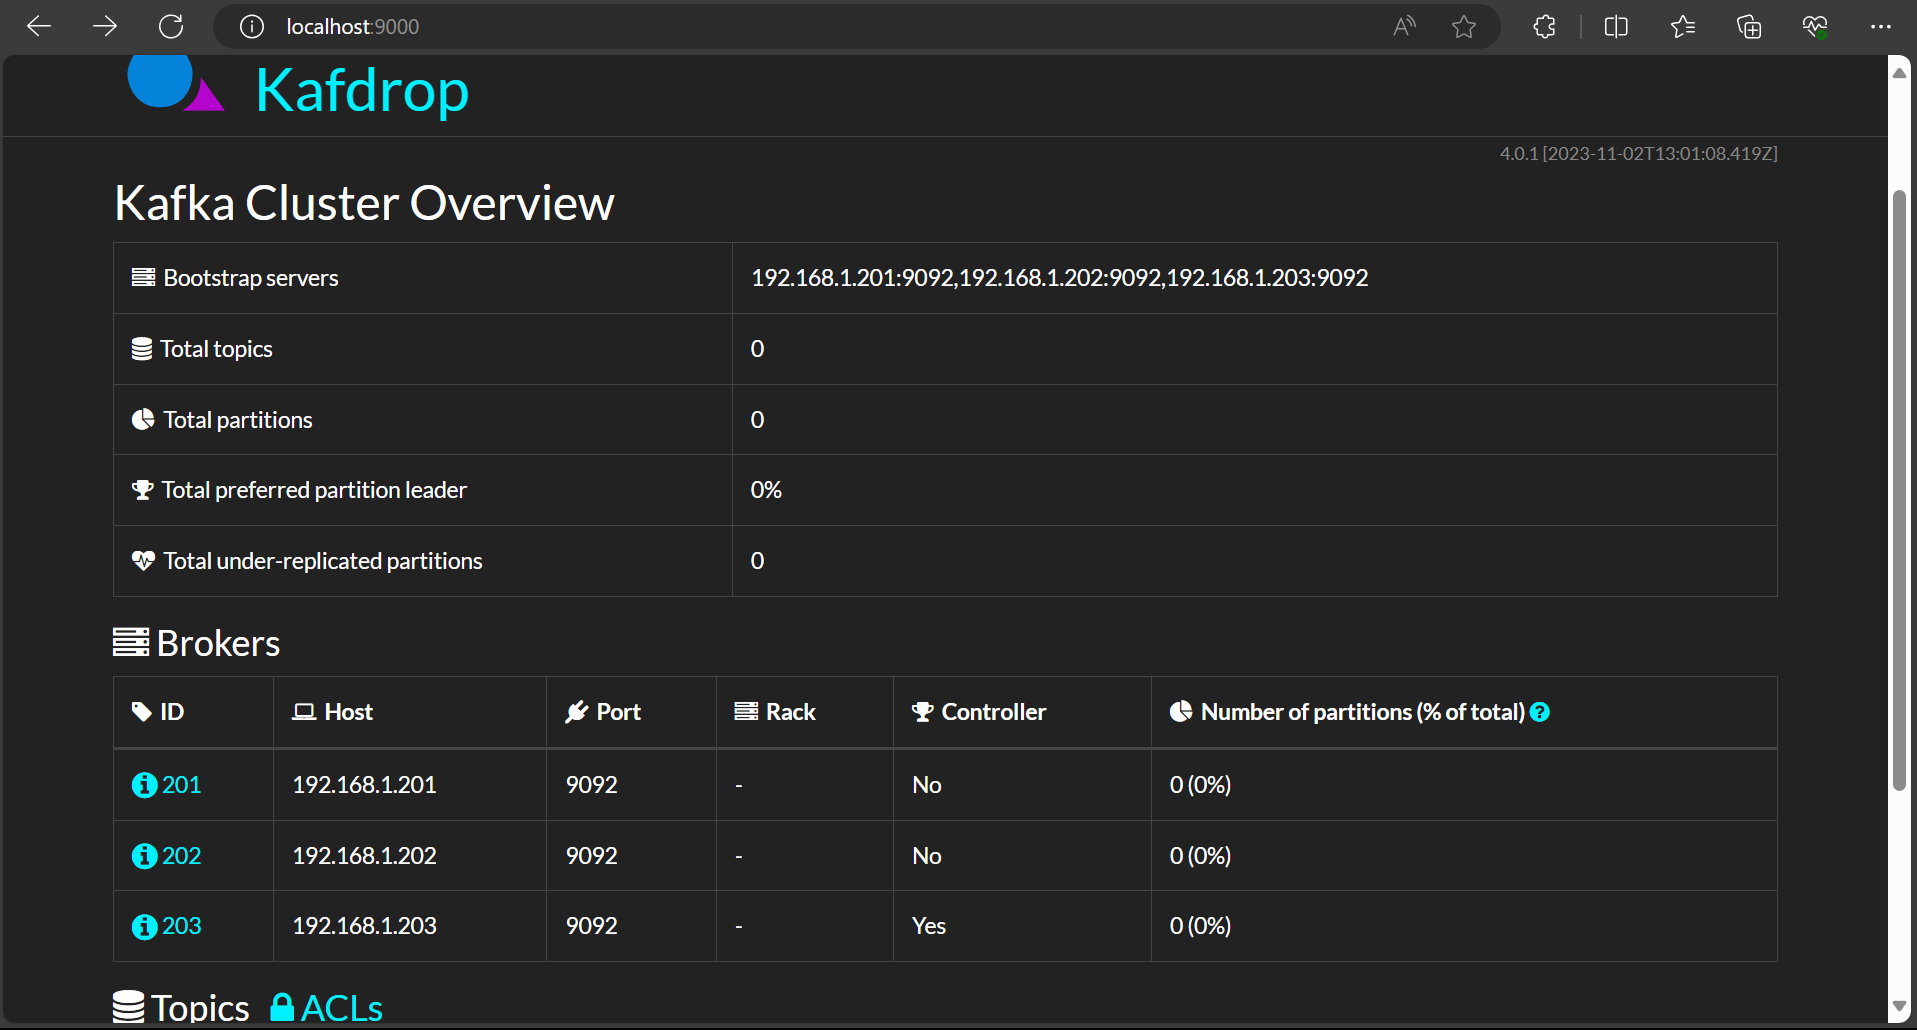 localhost:9000
Kafdrop
4.0.1 [2023-11-02T13:01:08.419Z]
Kafka Cluster Overview
Bootstrap servers 192.168.1.201:9092,192.168.1.202:9092,192.168.1.203:9092
Total topics 0
Total partitions 0
Total preferred partition leader 0%
Total under-replicated partitions 0
Brokers
ID Host Port Rack Controller Number of partitions (% of total) ?
201 192.168.1.201 9092 - No 0 (0%)
202 192.168.1.202 9092 - No 0 (0%)
203 192.168.1.203 9092 - Yes 0 (0%)
Topics ACLs